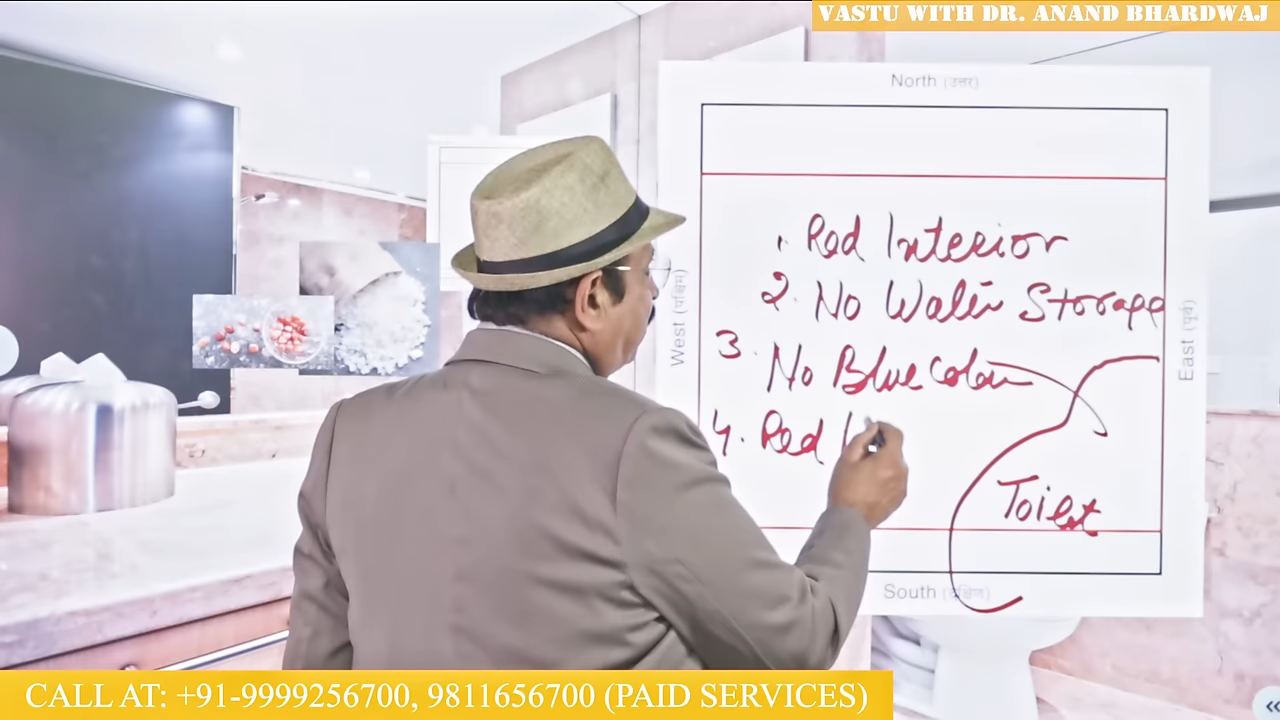 VASTU WITH DR. ANAND BHARDWAJ
North (उत्तर)
1. Red Interior
2. No Water Storage
3. No Blue Colour
4. Red
West (पश्चिम)
East (पूर्व)
Toilet
South (दक्षिण)
CALL AT: +91-9999256700, 9811656700 (PAID SERVICES)